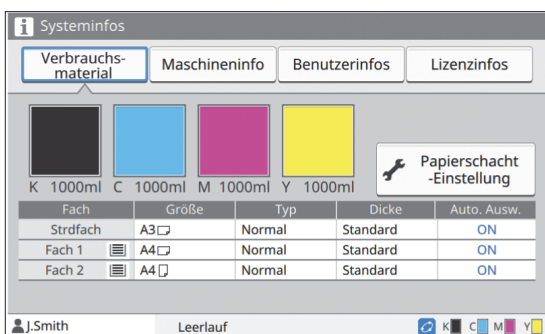 i Systeminfos
Verbrauchs-
material
Maschineninfo
Benutzerinfos
Lizenzinfos
K 1000ml C 1000ml M 1000ml Y 1000ml
Papierschacht
-Einstellung
Fach Größe Typ Dicke Auto. Ausw.
Strdfach A3 Normal Standard ON
Fach 1 A4 Normal Standard ON
Fach 2 A4 Normal Standard ON
J.Smith Leerlauf K C M Y